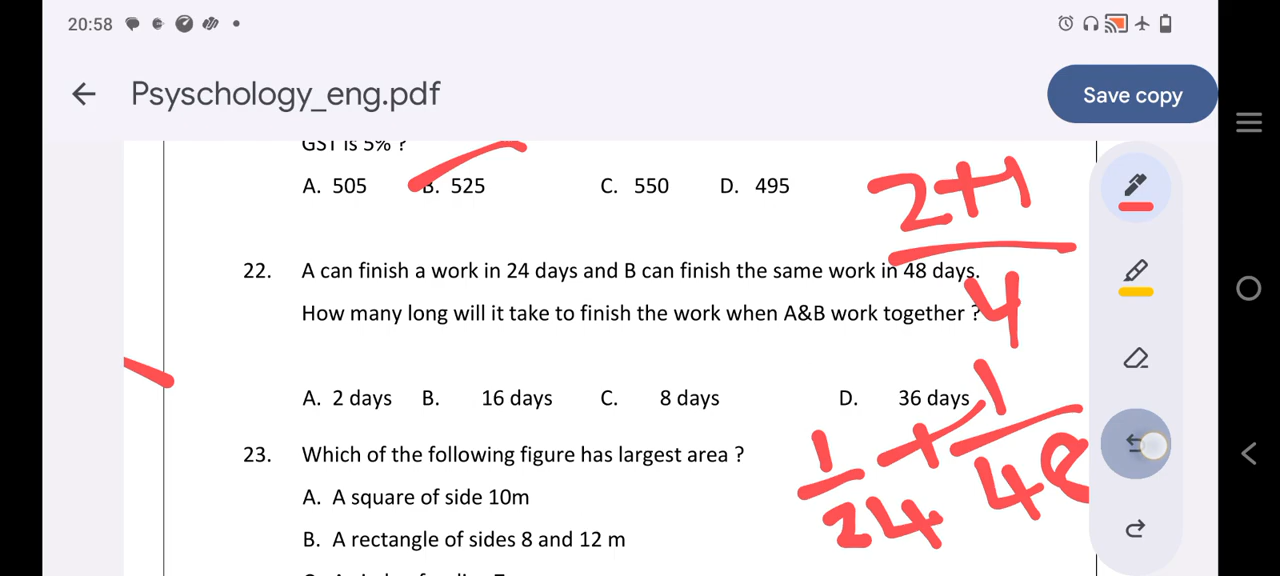 20:58
Psyschology_eng.pdf
Save copy
GST is 5% ?
A. 505 B. 525 C. 550 D. 495
2+1
4
22. A can finish a work in 24 days and B can finish the same work in 48 days.
How many long will it take to finish the work when A&B work together ?
A. 2 days B. 16 days C. 8 days D. 36 days
1/24 + 1/48
23. Which of the following figure has largest area ?
A. A square of side 10m
B. A rectangle of sides 8 and 12 m